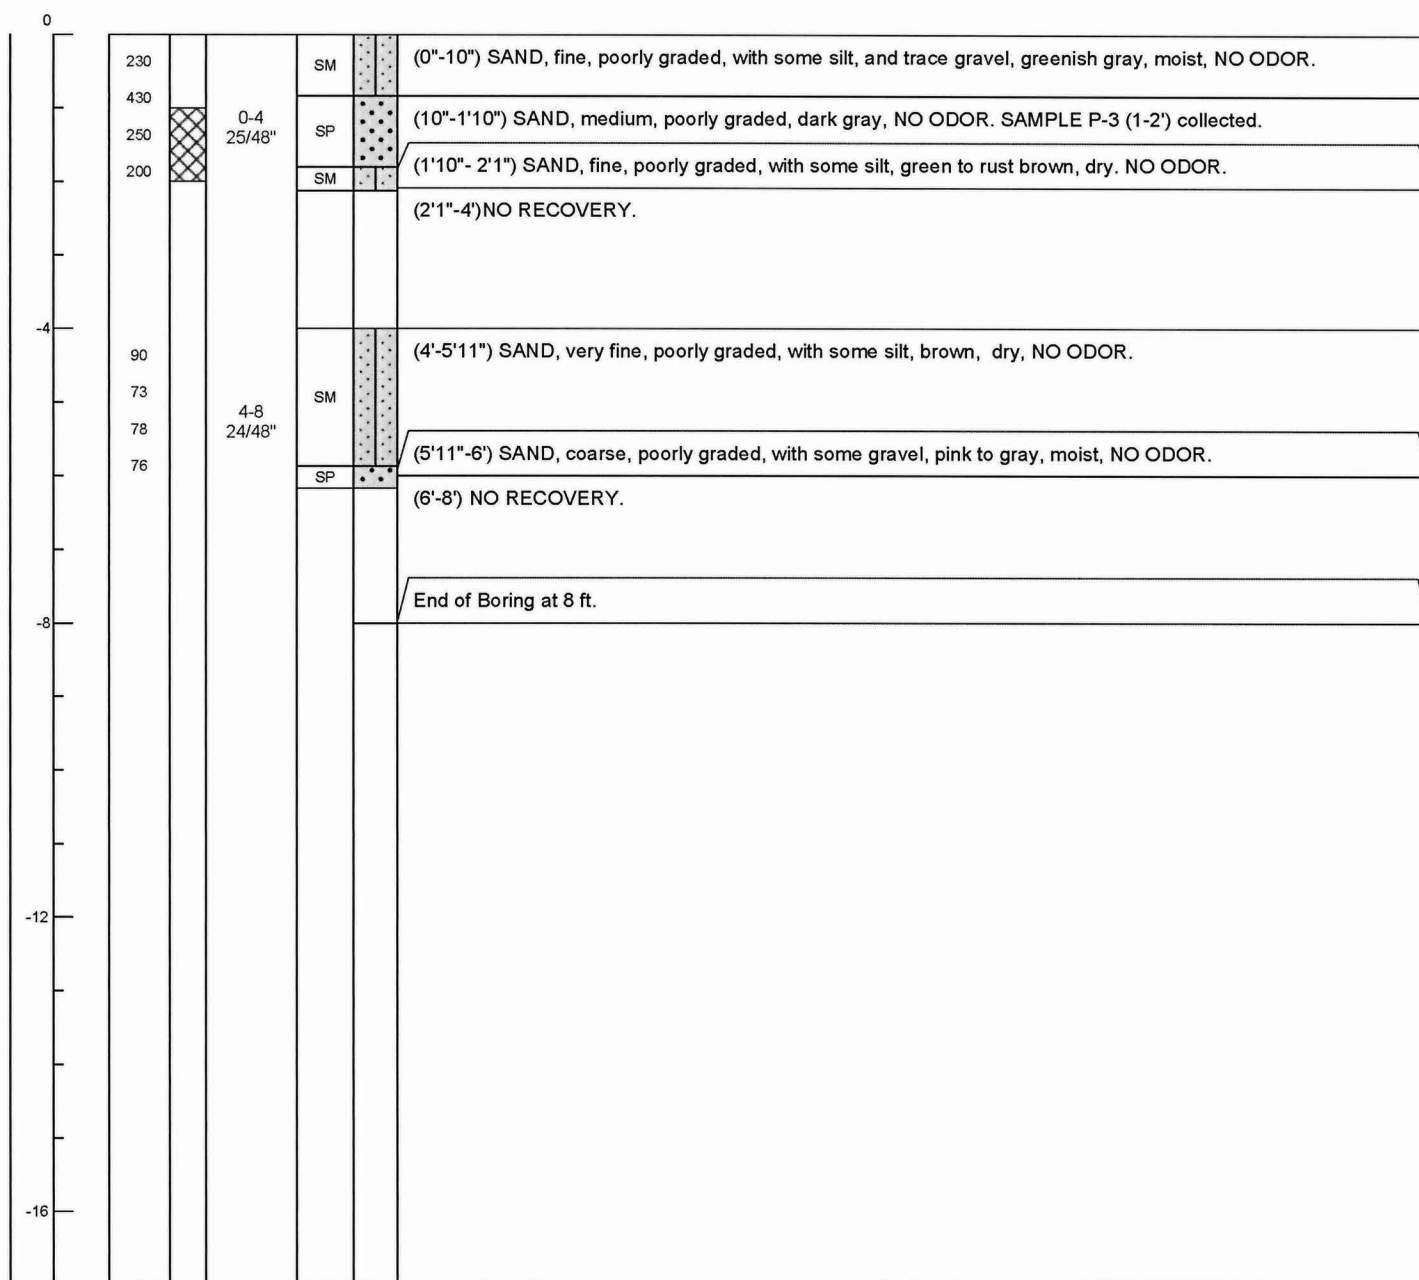 0
230
SM
(0"-10") SAND, fine, poorly graded, with some silt, and trace gravel, greenish gray, moist, NO ODOR.
430
0-4
25/48"
SP
(10"-1'10") SAND, medium, poorly graded, dark gray, NO ODOR. SAMPLE P-3 (1-2') collected.
250
200
SM
(1'10"- 2'1") SAND, fine, poorly graded, with some silt, green to rust brown, dry. NO ODOR.
(2'1"-4')NO RECOVERY.
-4
90
(4'-5'11") SAND, very fine, poorly graded, with some silt, brown, dry, NO ODOR.
73
SM
4-8
24/48"
78
76
(5'11"-6') SAND, coarse, poorly graded, with some gravel, pink to gray, moist, NO ODOR.
SP
(6'-8') NO RECOVERY.
End of Boring at 8 ft.
-8
-12
-16